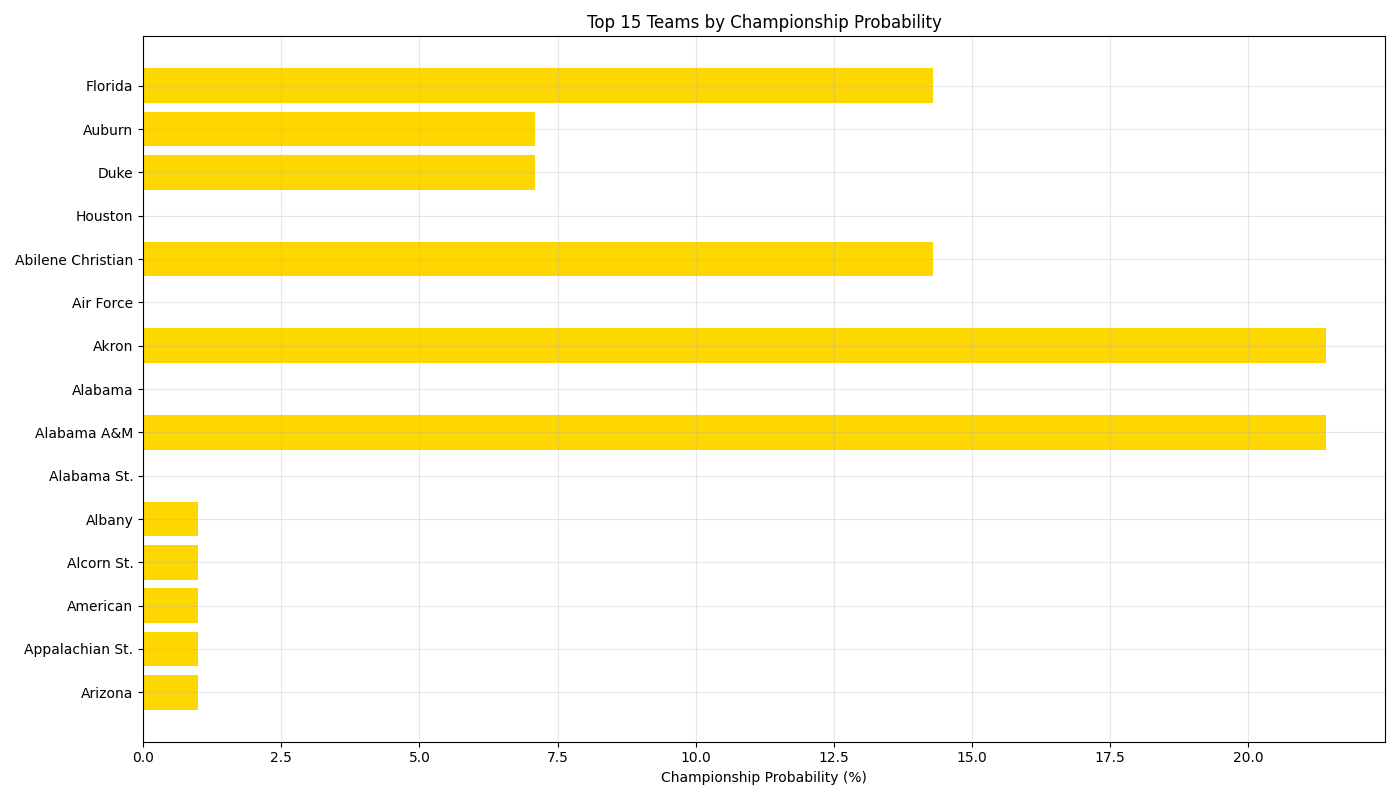 Top 15 Teams by Championship Probability
Florida
Auburn
Duke
Houston
Abilene Christian
Air Force
Akron
Alabama
Alabama A&M
Alabama St.
Albany
Alcorn St.
American
Appalachian St.
Arizona
0.0 2.5 5.0 7.5 10.0 12.5 15.0 17.5 20.0
Championship Probability (%)